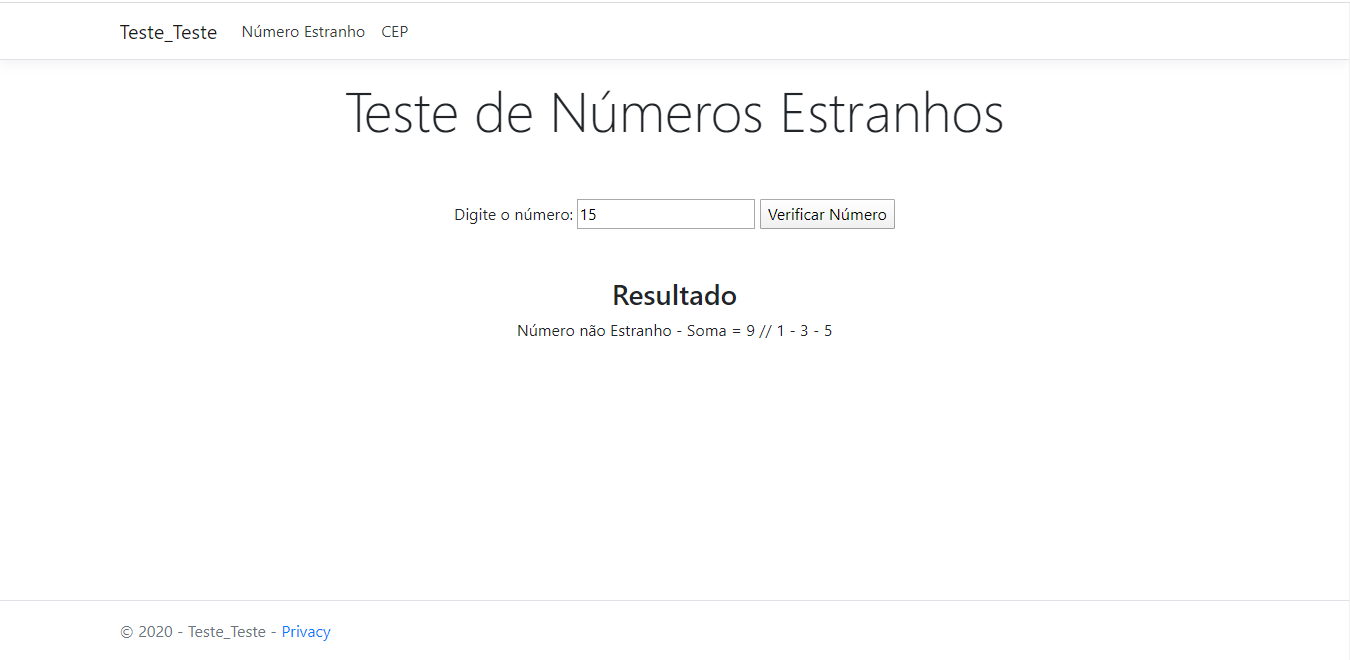 Teste_Teste Número Estranho CEP
Teste de Números Estranhos
Digite o número: 15 Verificar Número
Resultado
Número não Estranho - Soma = 9 // 1 - 3 - 5
© 2020 - Teste_Teste - Privacy